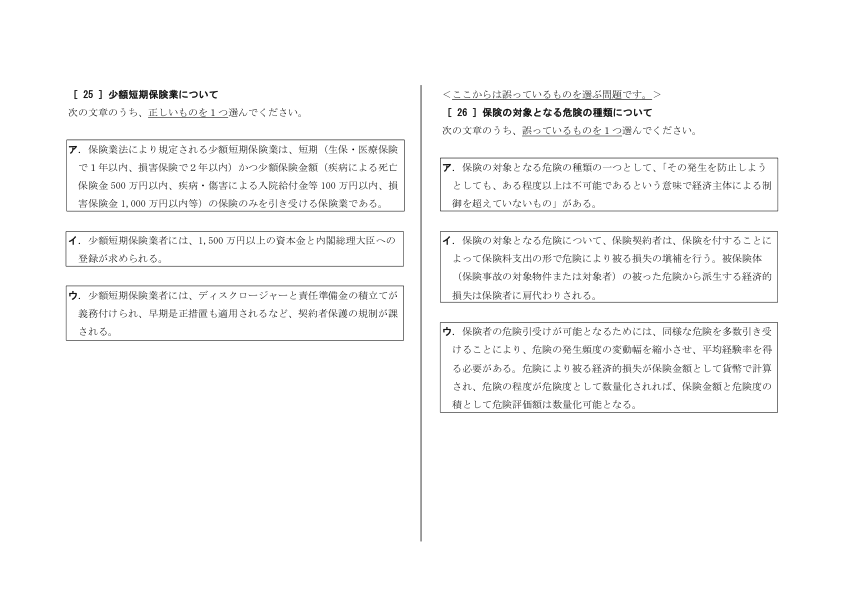 ［ 25 ］少額短期保険業について
次の文章のうち、正しいものを１つ選んでください。
ア．保険業法により規定される少額短期保険業は、短期（生保・医療保険
で１年以内、損害保険で２年以内）かつ少額保険金額（疾病による死亡
保険金 500 万円以内、疾病・傷害による入院給付金等 100 万円以内、損
害保険金 1,000 万円以内等）の保険のみを引き受ける保険業である。
イ．少額短期保険業者には、1,500 万円以上の資本金と内閣総理大臣への
登録が求められる。
ウ．少額短期保険業者には、ディスクロージャーと責任準備金の積立てが
義務付けられ、早期是正措置も適用されるなど、契約者保護の規制が課
される。
＜ここからは誤っているものを選ぶ問題です。＞
［ 26 ］保険の対象となる危険の種類について
次の文章のうち、誤っているものを１つ選んでください。
ア．保険の対象となる危険の種類の一つとして、「その発生を防止しよう
としても、ある程度以上は不可能であるという意味で経済主体による制
御を超えていないもの」がある。
イ．保険の対象となる危険について、保険契約者は、保険を付することに
よって保険料支出の形で危険により被る損失の塡補を行う。被保険体
（保険事故の対象物件または対象者）の被った危険から派生する経済的
損失は保険者に肩代わりされる。
ウ．保険者の危険引受けが可能となるためには、同様な危険を多数引き受
けることにより、危険の発生頻度の変動幅を縮小させ、平均経験率を得
る必要がある。危険により被る経済的損失が保険金額として貨幣で計算
され、危険の程度が危険度として数量化されれば、保険金額と危険度の
積として危険評価額は数量化可能となる。